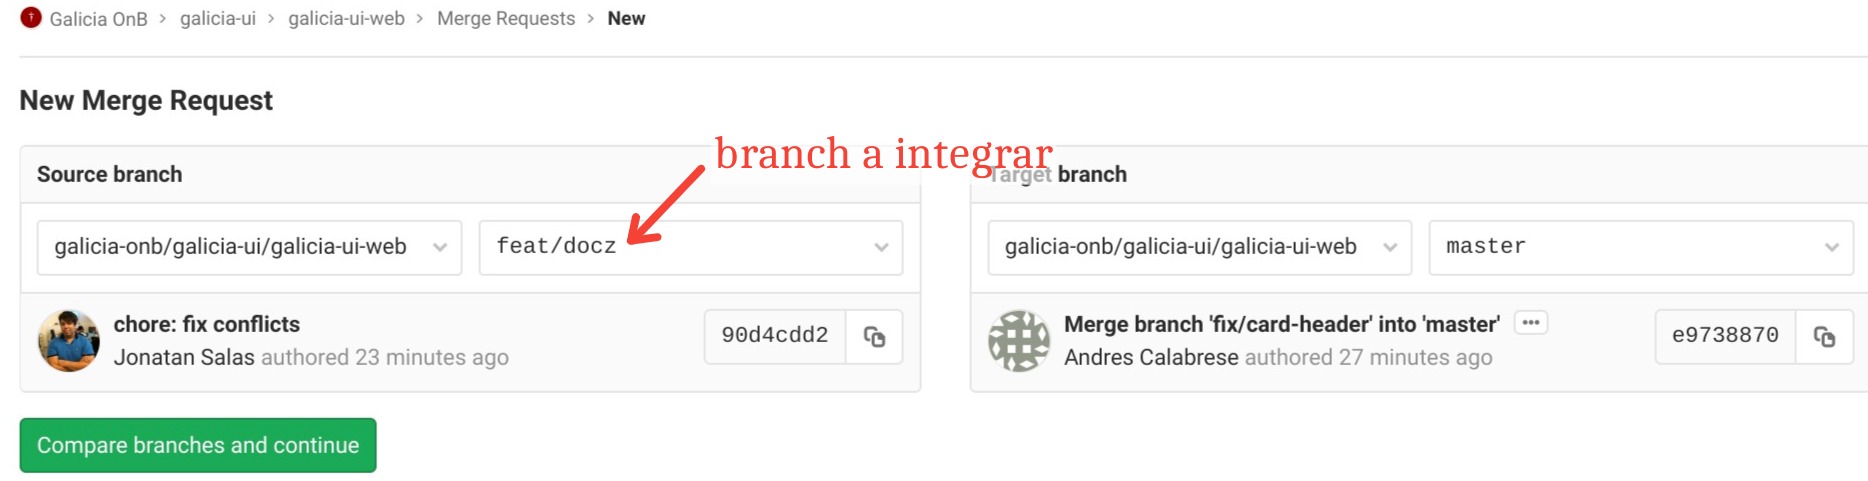 Galicia OnB > galicia-ui > galicia-ui-web > Merge Requests > New
New Merge Request
branch a integrar
Source branch
galicia-onb/galicia-ui/galicia-ui-web
feat/docz
chore: fix conflicts
Jonatan Salas authored 23 minutes ago
90d4cdd2
Target branch
galicia-onb/galicia-ui/galicia-ui-web
master
Merge branch 'fix/card-header' into 'master'
Andres Calabrese authored 27 minutes ago
e9738870
Compare branches and continue